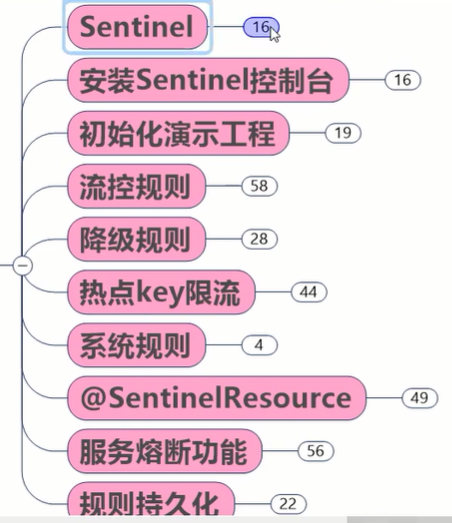 Sentinel 16
安装Sentinel控制台 16
初始化演示工程 19
流控规则 58
降级规则 28
热点key限流 44
系统规则 4
@SentinelResource 49
服务熔断功能 56
规则持久化 22